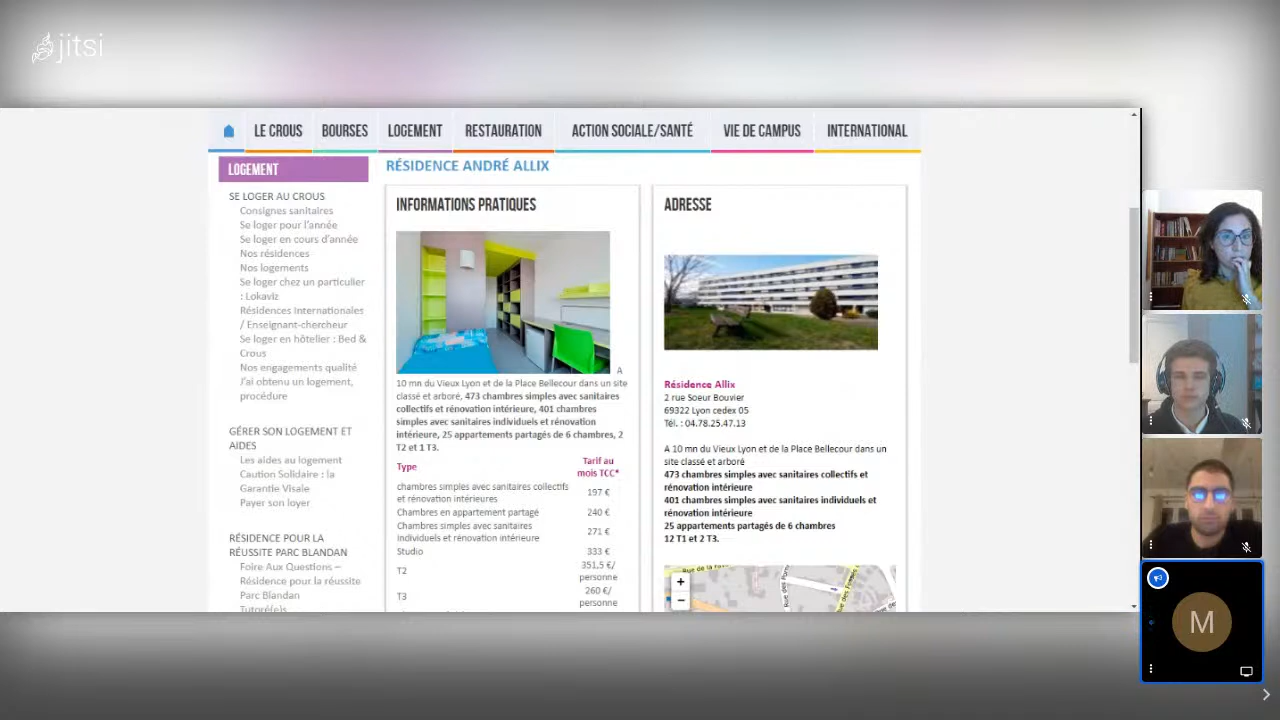 jitsi
LE CROUS
BOURSES
LOGEMENT
RESTAURATION
ACTION SOCIALE/SANTÉ
VIE DE CAMPUS
INTERNATIONAL
LOGEMENT
SE LOGER AU CROUS
Consignes sanitaires
Se loger pour l'année
Se loger en cours d'année
Nos résidences
Nos logements
Se loger chez un particulier
: Lokaviz
Résidences Internationales
/ Enseignant-chercheur
Se loger en hôtelier : Bed &
Crous
Nos engagements qualité
J'ai obtenu un logement,
procédure
GÉRER SON LOGEMENT ET
AIDES
Les aides au logement
Caution Solidaire : la
Garantie Visale
Payer son loyer
RÉSIDENCE POUR LA
RÉUSSITE PARC BLANDAN
Foire Aux Questions –
Résidence pour la réussite
Parc Blandan
Tutoré(e)s
RÉSIDENCE ANDRÉ ALLIX
INFORMATIONS PRATIQUES
A
10 mn du Vieux Lyon et de la Place Bellecour dans un site
classé et arboré, 473 chambres simples avec sanitaires
collectifs et rénovation intérieure, 401 chambres
simples avec sanitaires individuels et rénovation
intérieure, 25 appartements partagés de 6 chambres, 2
T2 et 1 T3.
Type Tarif au
mois TCC*
chambres simples avec sanitaires collectifs
et rénovation intérieures 197 €
Chambres en appartement partagé 240 €
Chambres simples avec sanitaires
individuels et rénovation intérieure 271 €
Studio 333 €
T2 351,5 €/
personne
T3 260 €/
personne
ADRESSE
Résidence Allix
2 rue Soeur Bouvier
69322 Lyon cedex 05
Tél. : 04.78.25.47.13
A 10 mn du Vieux Lyon et de la Place Bellecour dans un
site classé et arboré
473 chambres simples avec sanitaires collectifs et
rénovation intérieure
401 chambres simples avec sanitaires individuels et
rénovation intérieure
25 appartements partagés de 6 chambres
12 T1 et 2 T3.
+
−
M